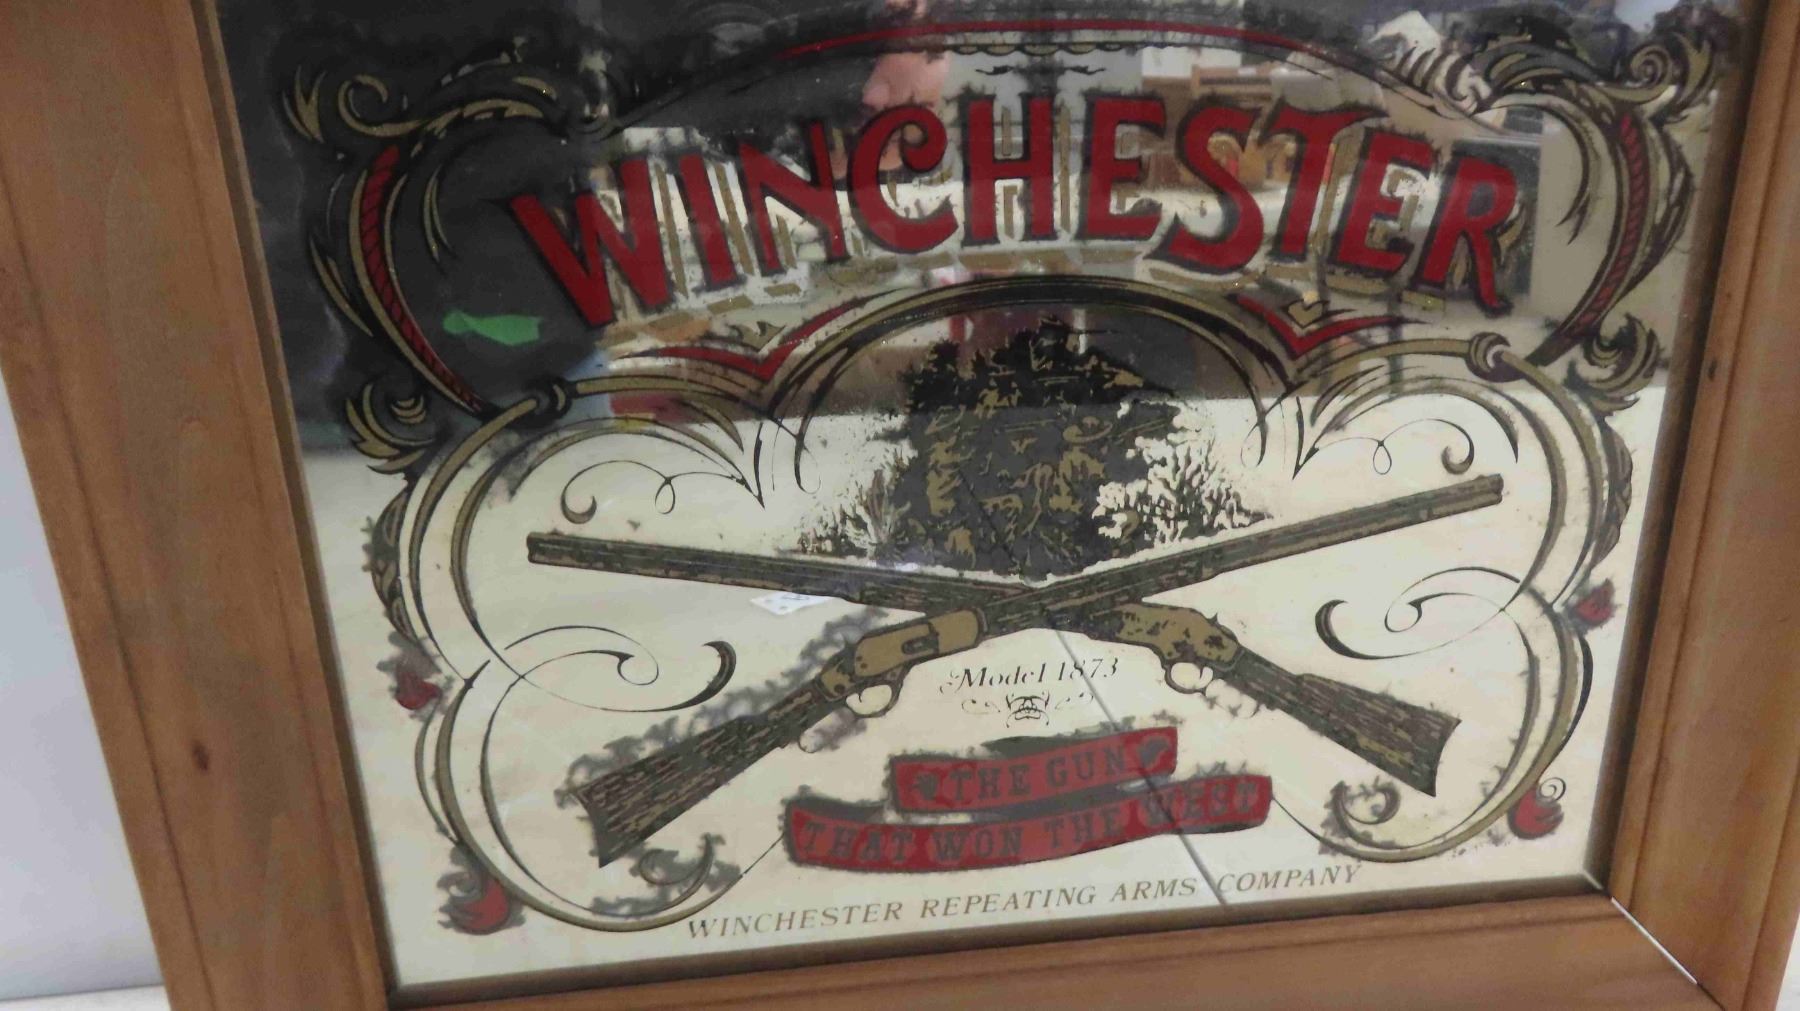 WINCHESTER
Model 1873
THE GUN
THAT WON THE WEST
WINCHESTER REPEATING ARMS COMPANY